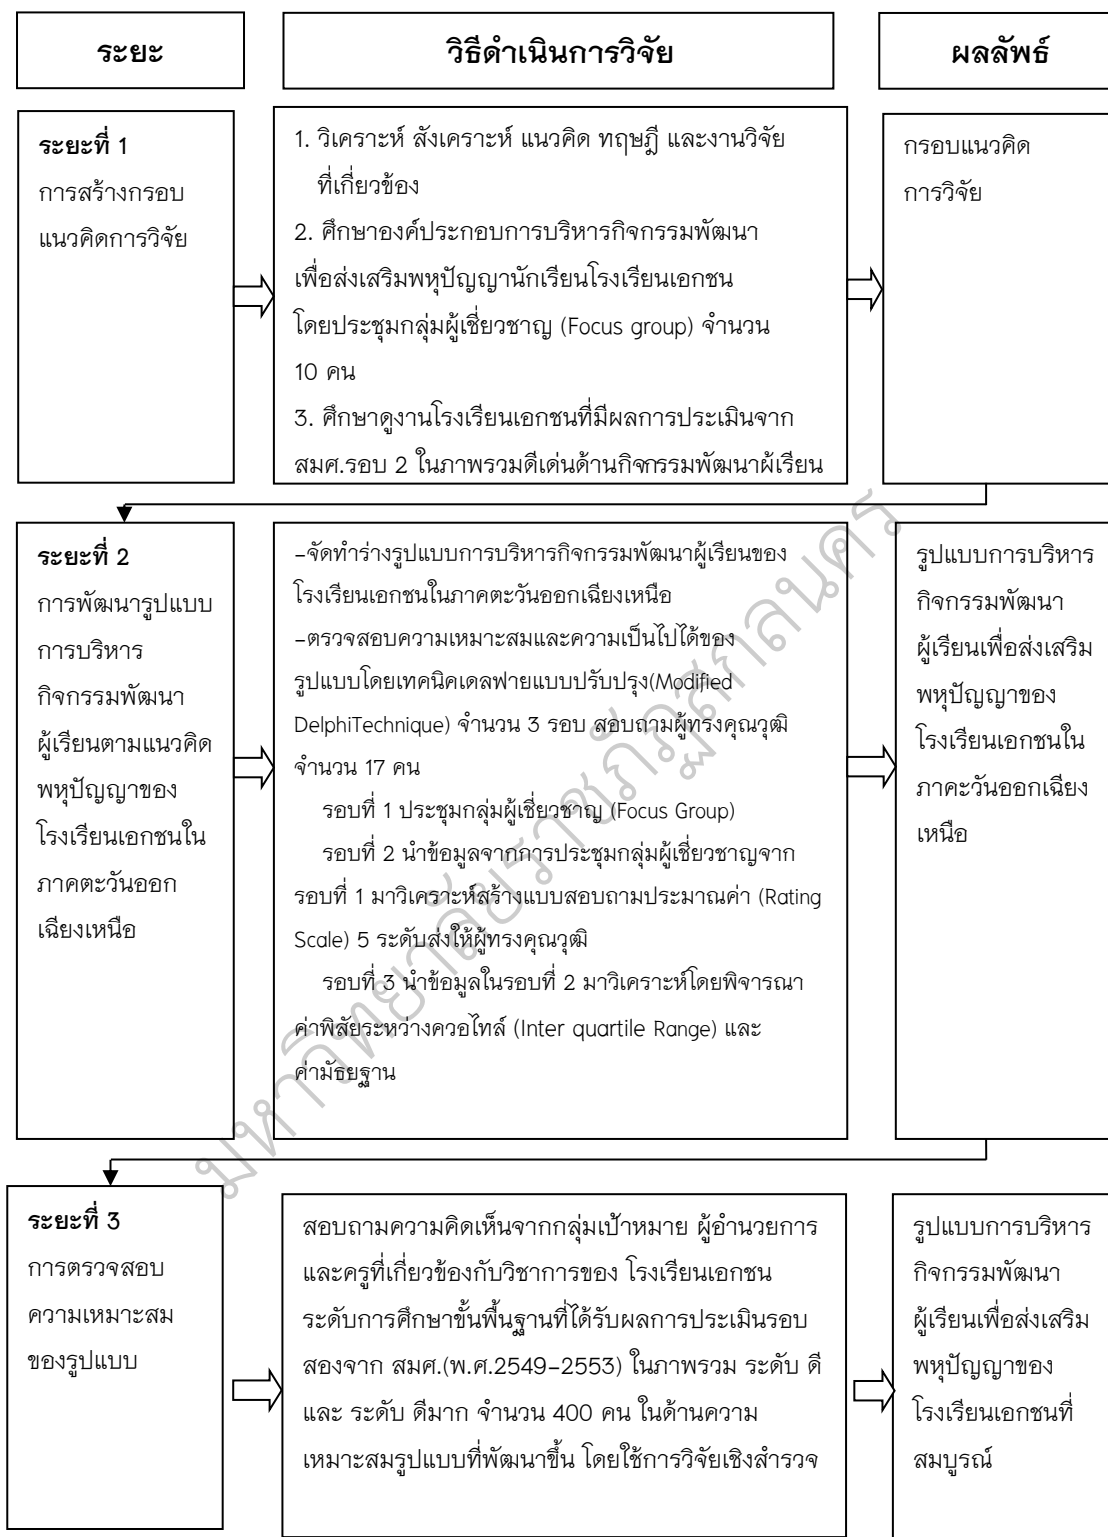 ระยะ
วิธีดำเนินการวิจัย
ผลลัพธ์
ระยะที่ 1
การสร้างกรอบ
แนวคิดการวิจัย
1. วิเคราะห์ สังเคราะห์ แนวคิด ทฤษฎี และงานวิจัย
ที่เกี่ยวข้อง
2. ศึกษาองค์ประกอบการบริหารกิจกรรมพัฒนา
เพื่อส่งเสริมพหุปัญญานักเรียนโรงเรียนเอกชน
โดยประชุมกลุ่มผู้เชี่ยวชาญ (Focus group) จำนวน
10 คน
3. ศึกษาดูงานโรงเรียนเอกชนที่มีผลการประเมินจาก
สมศ.รอบ 2 ในภาพรวมดีเด่นด้านกิจกรรมพัฒนาผู้เรียน
กรอบแนวคิด
การวิจัย
ระยะที่ 2
การพัฒนารูปแบบ
การบริหาร
กิจกรรมพัฒนา
ผู้เรียนตามแนวคิด
พหุปัญญาของ
โรงเรียนเอกชนใน
ภาคตะวันออก
เฉียงเหนือ
-จัดทำร่างรูปแบบการบริหารกิจกรรมพัฒนาผู้เรียนของ
โรงเรียนเอกชนในภาคตะวันออกเฉียงเหนือ
-ตรวจสอบความเหมาะสมและความเป็นไปได้ของ
รูปแบบโดยเทคนิคเดลฟายแบบปรับปรุง(Modified
DelphiTechnique) จำนวน 3 รอบ สอบถามผู้ทรงคุณวุฒิ
จำนวน 17 คน
รอบที่ 1 ประชุมกลุ่มผู้เชี่ยวชาญ (Focus Group)
รอบที่ 2 นำข้อมูลจากการประชุมกลุ่มผู้เชี่ยวชาญจาก
รอบที่ 1 มาวิเคราะห์สร้างแบบสอบถามประมาณค่า (Rating
Scale) 5 ระดับส่งให้ผู้ทรงคุณวุฒิ
รอบที่ 3 นำข้อมูลในรอบที่ 2 มาวิเคราะห์โดยพิจารณา
ค่าพิสัยระหว่างควอไทล์ (Inter quartile Range) และ
ค่ามัธยฐาน
รูปแบบการบริหาร
กิจกรรมพัฒนา
ผู้เรียนเพื่อส่งเสริม
พหุปัญญาของ
โรงเรียนเอกชนใน
ภาคะวันออกเฉียง
เหนือ
มหาวิทยาลัยราชภัฏสกลนคร
ระยะที่ 3
การตรวจสอบ
ความเหมาะสม
ของรูปแบบ
สอบถามความคิดเห็นจากกลุ่มเป้าหมาย ผู้อำนวยการ
และครูที่เกี่ยวข้องกับวิชาการของ โรงเรียนเอกชน
ระดับการศึกษาขั้นพื้นฐานที่ได้รับผลการประเมินรอบ
สองจาก สมศ.(พ.ศ.2549-2553) ในภาพรวม ระดับ ดี
และ ระดับ ดีมาก จำนวน 400 คน ในด้านความ
เหมาะสมรูปแบบที่พัฒนาขึ้น โดยใช้การวิจัยเชิงสำรวจ
รูปแบบการบริหาร
กิจกรรมพัฒนา
ผู้เรียนเพื่อส่งเสริม
พหุปัญญาของ
โรงเรียนเอกชนที่
สมบูรณ์